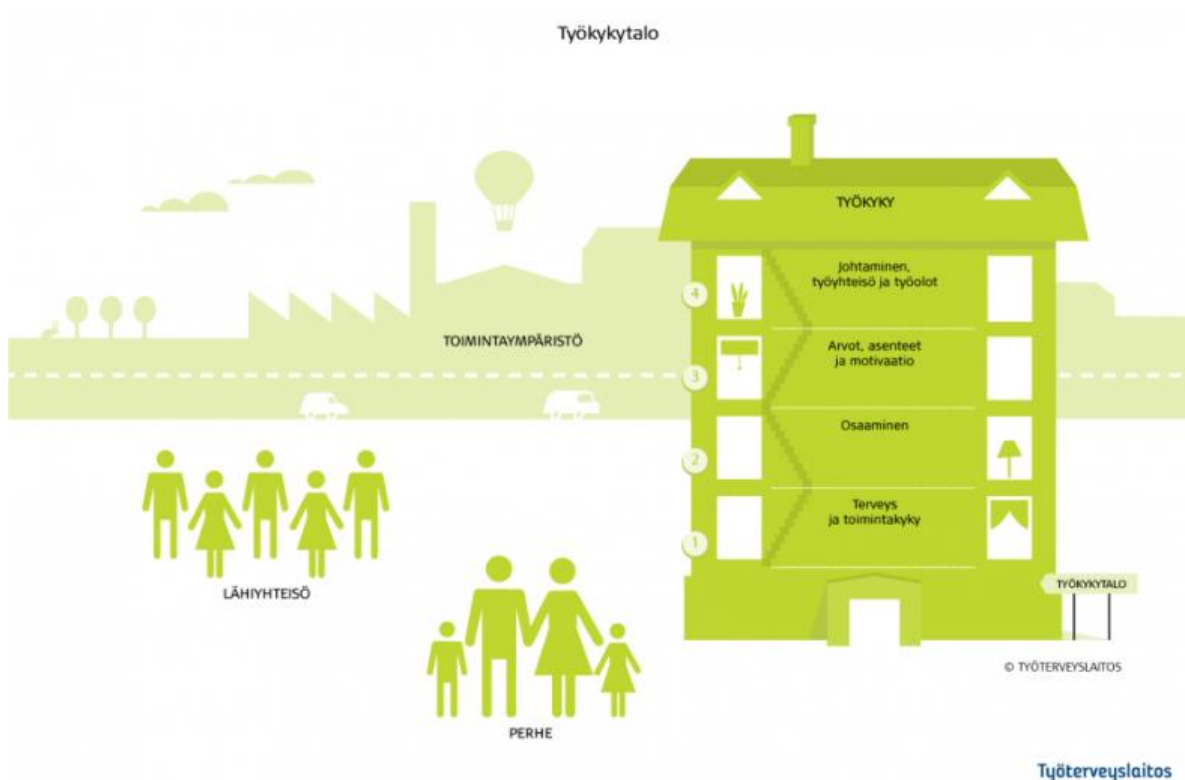 Työkykytalo
TYÖKYKY
Johtaminen,
työyhteisö ja työolot
4
TOIMINTAYMPÄRISTÖ
Arvot, asenteet
ja motivaatio
3
Osaaminen
2
Terveys
ja toimintakyky
1
LÄHIYHTEISÖ
TYÖKYKYTALO
© TYÖTERVEYSLAITOS
PERHE
Työterveyslaitos